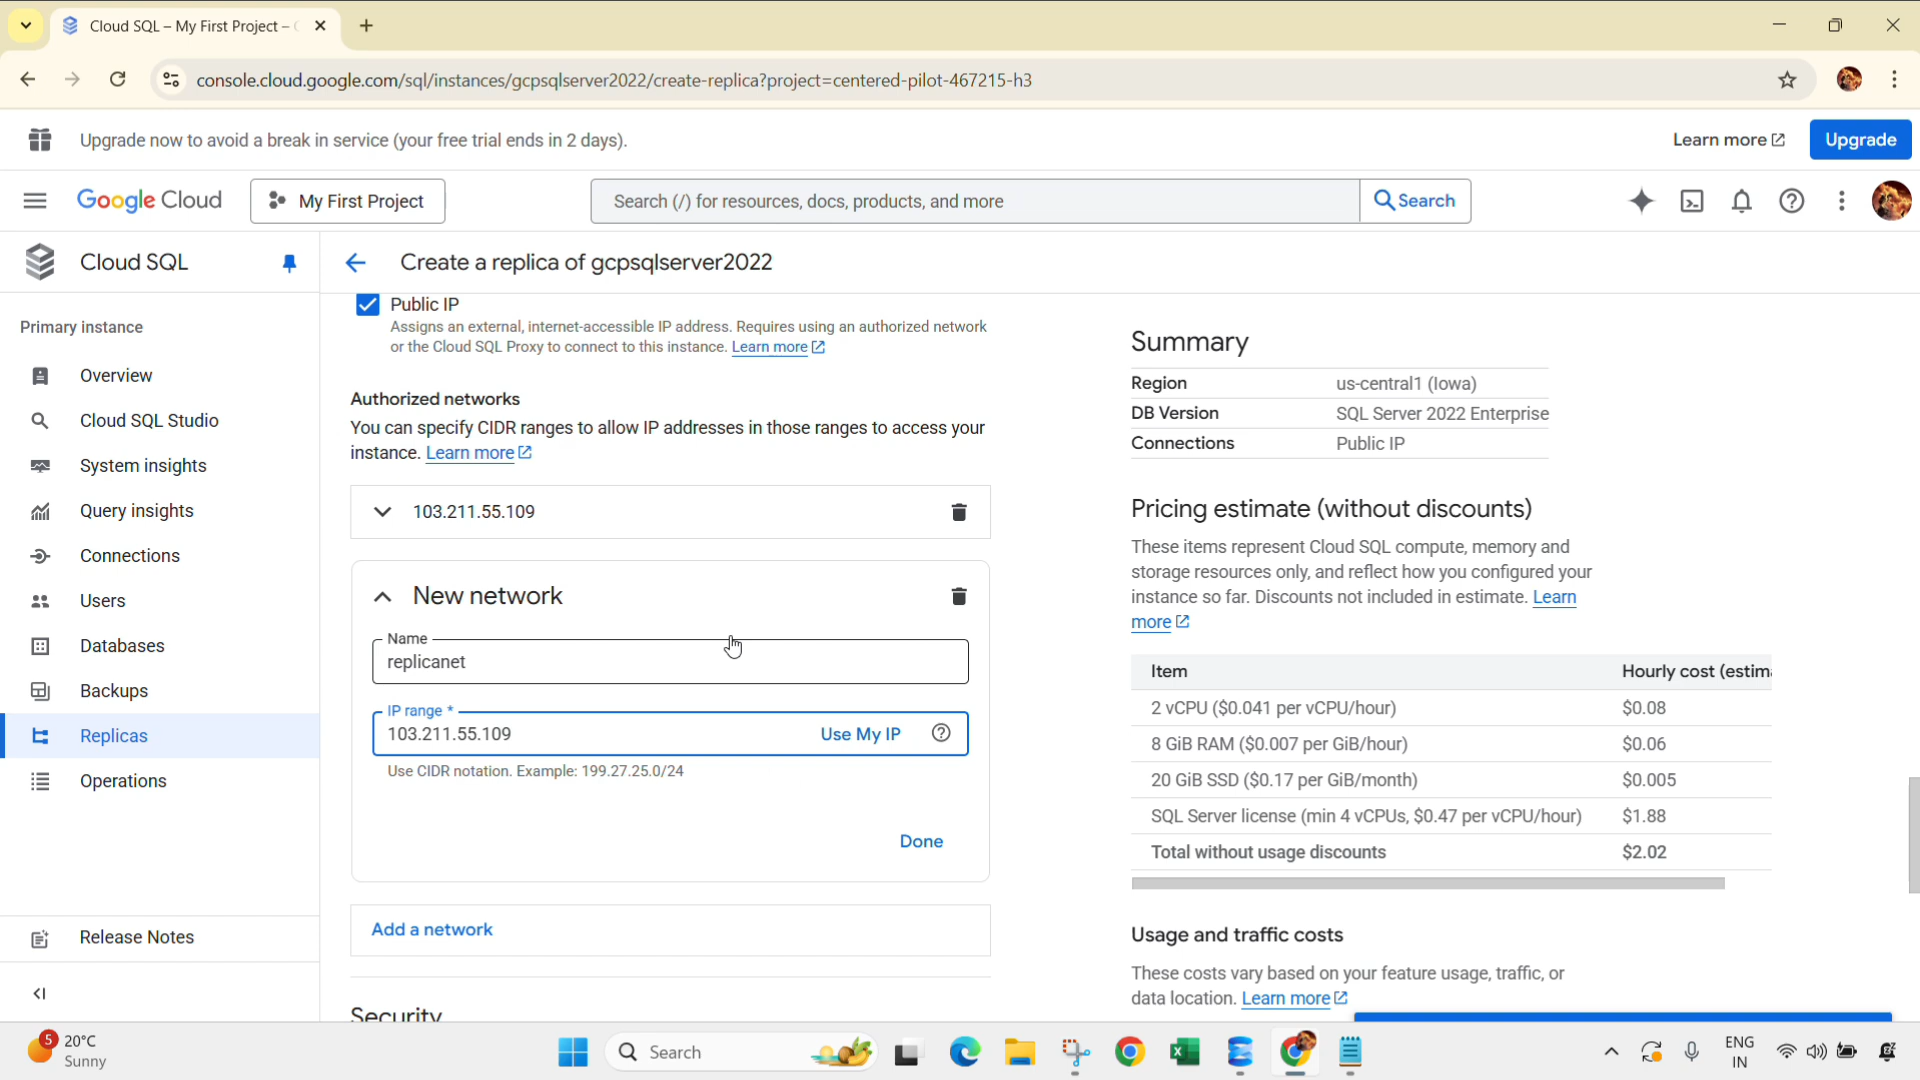 Cloud SQL – My First Project –
console.cloud.google.com/sql/instances/gcpsqlserver2022/create-replica?project=centered-pilot-467215-h3
Upgrade now to avoid a break in service (your free trial ends in 2 days).
Learn more
Upgrade
Google Cloud
My First Project
Search (/) for resources, docs, products, and more
Search
Cloud SQL
Create a replica of gcpsqlserver2022
Primary instance
Overview
Cloud SQL Studio
System insights
Query insights
Connections
Users
Databases
Backups
Replicas
Operations
Release Notes
Public IP
Assigns an external, internet-accessible IP address. Requires using an authorized network
or the Cloud SQL Proxy to connect to this instance. Learn more
Authorized networks
You can specify CIDR ranges to allow IP addresses in those ranges to access your
instance. Learn more
103.211.55.109
New network
Name
replicanet
IP range *
103.211.55.109
Use My IP
Use CIDR notation. Example: 199.27.25.0/24
Done
Add a network
Security
Summary
Region us-central1 (Iowa)
DB Version SQL Server 2022 Enterprise
Connections Public IP
Pricing estimate (without discounts)
These items represent Cloud SQL compute, memory and
storage resources only, and reflect how you configured your
instance so far. Discounts not included in estimate. Learn
more
Item Hourly cost (estim
2 vCPU ($0.041 per vCPU/hour) $0.08
8 GiB RAM ($0.007 per GiB/hour) $0.06
20 GiB SSD ($0.17 per GiB/month) $0.005
SQL Server license (min 4 vCPUs, $0.47 per vCPU/hour) $1.88
Total without usage discounts $2.02
Usage and traffic costs
These costs vary based on your feature usage, traffic, or
data location. Learn more
5
20°C
Sunny
Search
ENG
IN